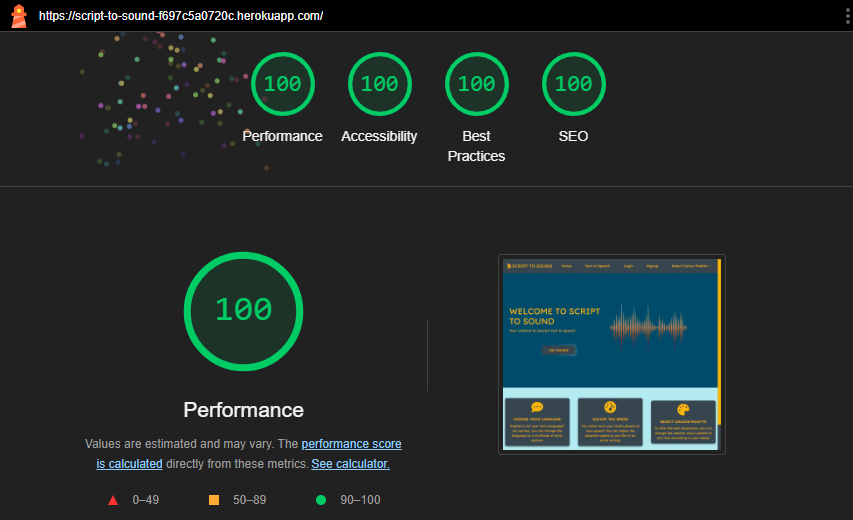 https://script-to-sound-f697c5a0720c.herokuapp.com/
100
100
100
100
Performance
Accessibility
Best
Practices
SEO
100
Performance
Values are estimated and may vary. The performance score
is calculated directly from these metrics. See calculator.
0–49
50–89
90–100
SCRIPT TO SOUND
Home
Text to Speech
Login
Signup
Select Colour Palette
WELCOME TO SCRIPT
TO SOUND
Your website to convert text to speech
Get Started
CHOOSE YOUR LANGUAGE
ADJUST THE SPEED
SELECT COLOUR PALETTE